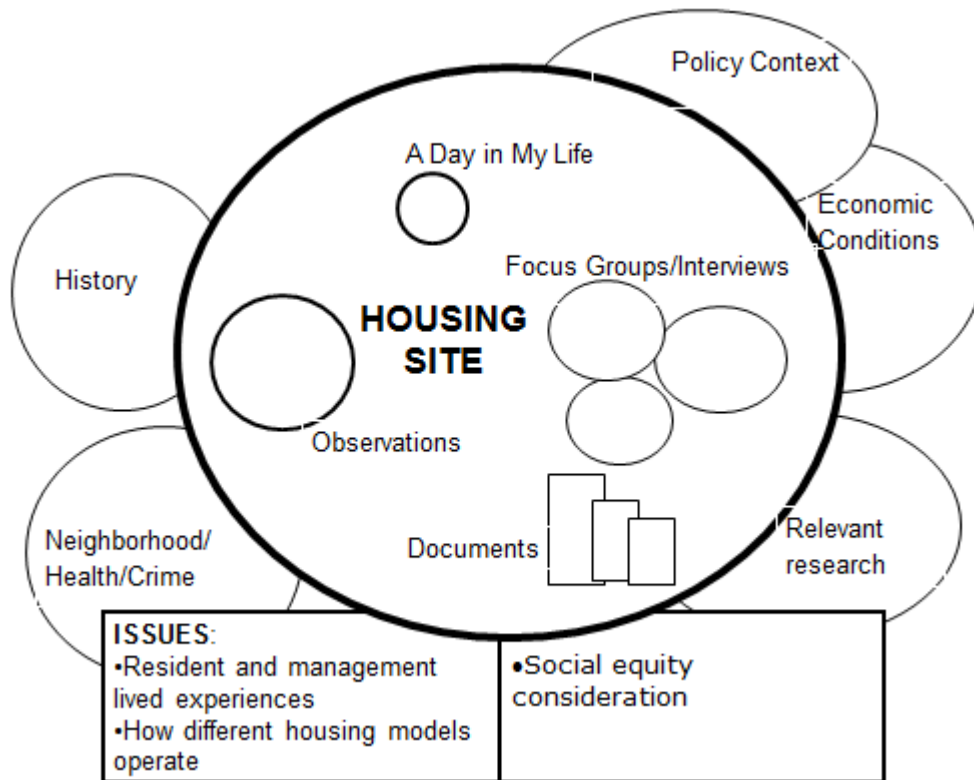 Policy Context
A Day in My Life
Economic
Conditions
History
Focus Groups/Interviews
HOUSING
SITE
Observations
Neighborhood/
Health/Crime
Documents
Relevant
research
ISSUES:
•Resident and management
lived experiences
•How different housing models
operate
•Social equity
consideration